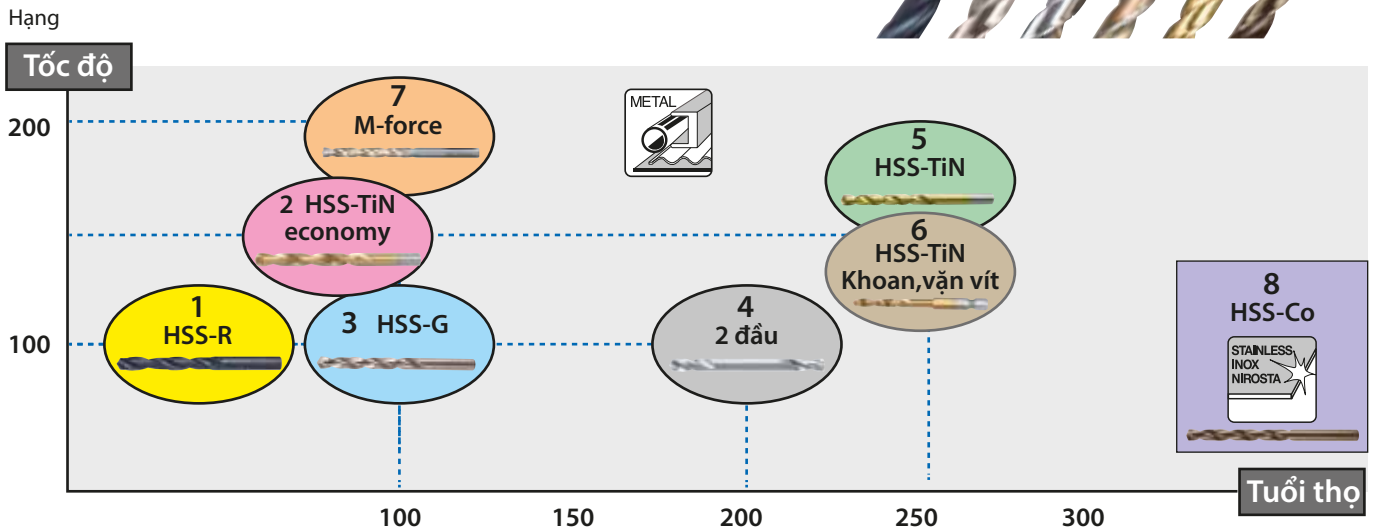 Hạng
Tốc độ
200
100
7
M-force
METAL
5
HSS-TiN
2 HSS-TiN
economy
6
HSS-TiN
Khoan,vặn vít
1
HSS-R
3 HSS-G
4
2 đầu
8
HSS-Co
STAINLESS
INOX
NIROSTA
Tuổi thọ
100
150
200
250
300